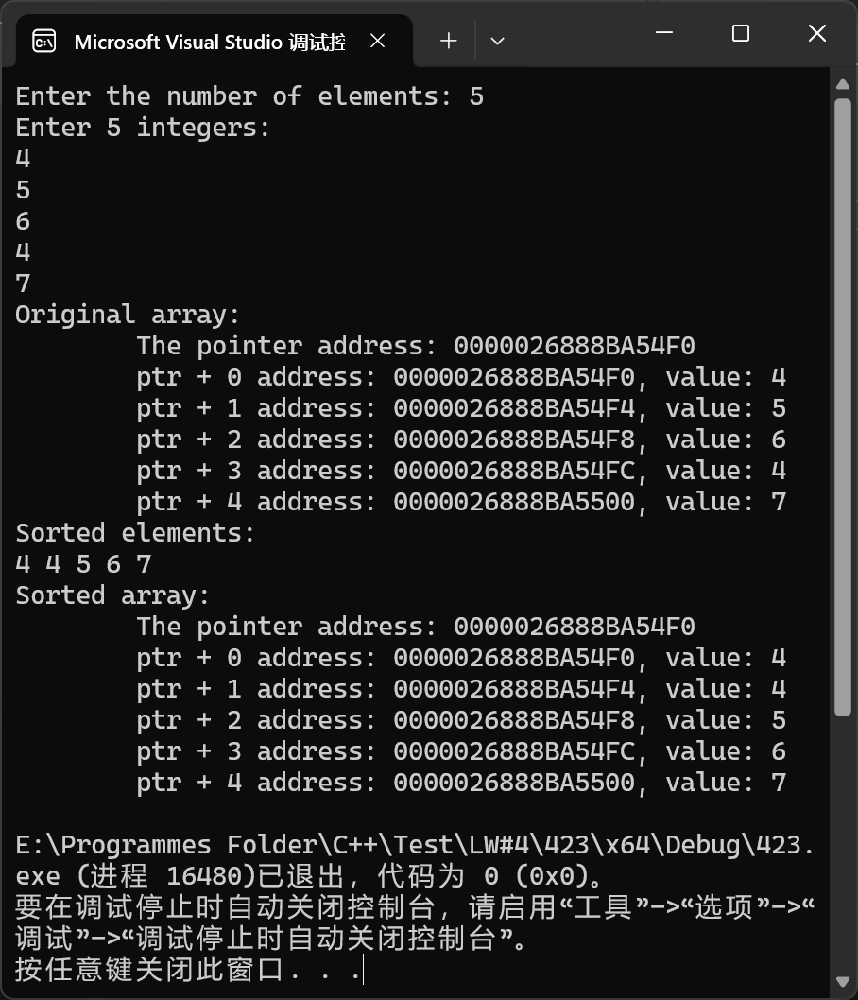 Microsoft Visual Studio 调试控
Enter the number of elements: 5
Enter 5 integers:
4
5
6
4
7
Original array:
        The pointer address: 0000026888BA54F0
        ptr + 0 address: 0000026888BA54F0, value: 4
        ptr + 1 address: 0000026888BA54F4, value: 5
        ptr + 2 address: 0000026888BA54F8, value: 6
        ptr + 3 address: 0000026888BA54FC, value: 4
        ptr + 4 address: 0000026888BA5500, value: 7
Sorted elements:
4 4 5 6 7
Sorted array:
        The pointer address: 0000026888BA54F0
        ptr + 0 address: 0000026888BA54F0, value: 4
        ptr + 1 address: 0000026888BA54F4, value: 4
        ptr + 2 address: 0000026888BA54F8, value: 5
        ptr + 3 address: 0000026888BA54FC, value: 6
        ptr + 4 address: 0000026888BA5500, value: 7
E:\Programmes Folder\C++\Test\LW#4\423\x64\Debug\423.
exe (进程 16480)已退出，代码为 0 (0x0)。
要在调试停止时自动关闭控制台，请启用“工具”->“选项”->“
调试”->“调试停止时自动关闭控制台”。
按任意键关闭此窗口. . .